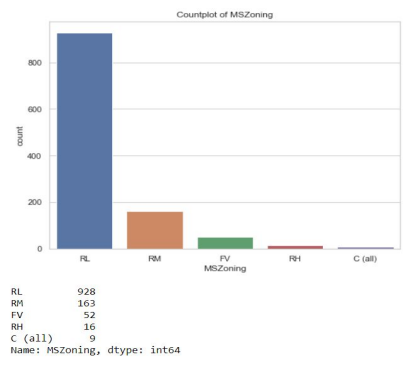 Countplot of MSZoning
800
600
400
200
0
count
RL RM FV RH C (all)
MSZoning
RL 928
RM 163
FV 52
RH 16
C (all) 9
Name: MSZoning, dtype: int64